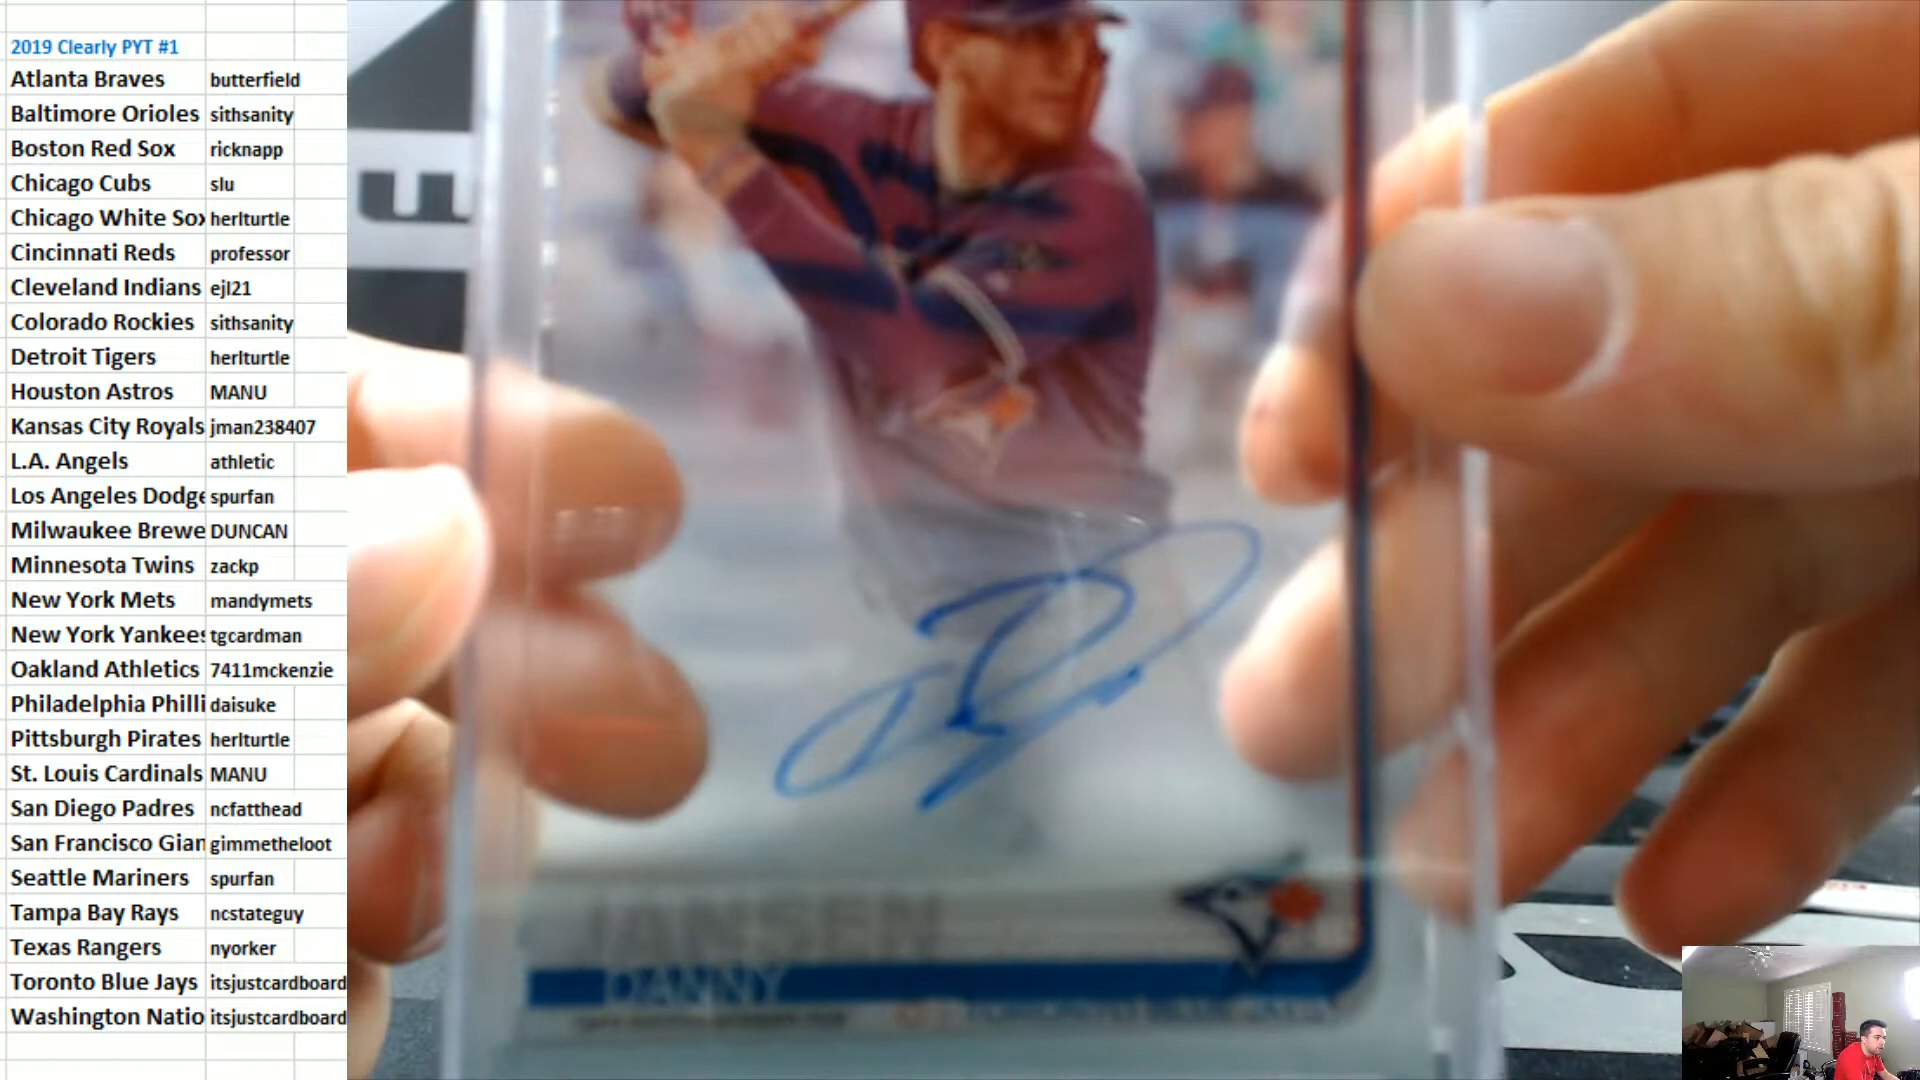 2019 Clearly PYT #1
Atlanta Braves butterfield
Baltimore Orioles sithsanity
Boston Red Sox ricknapp
Chicago Cubs slu
Chicago White Sox herlturtle
Cincinnati Reds professor
Cleveland Indians ejl21
Colorado Rockies sithsanity
Detroit Tigers herlturtle
Houston Astros MANU
Kansas City Royals jman238407
L.A. Angels athletic
Los Angeles Dodge spurfan
Milwaukee Brewe DUNCAN
Minnesota Twins zackp
New York Mets mandymets
New York Yankees tgcardman
Oakland Athletics 7411mckenzie
Philadelphia Philli daisuke
Pittsburgh Pirates herlturtle
St. Louis Cardinals MANU
San Diego Padres ncfatthead
San Francisco Gian gimmetheloot
Seattle Mariners spurfan
Tampa Bay Rays ncstateguy
Texas Rangers nyorker
Toronto Blue Jays itsjustcardboard
Washington Natio itsjustcardboard
JANSEN
DANNY
TORONTO BLUE JAYS